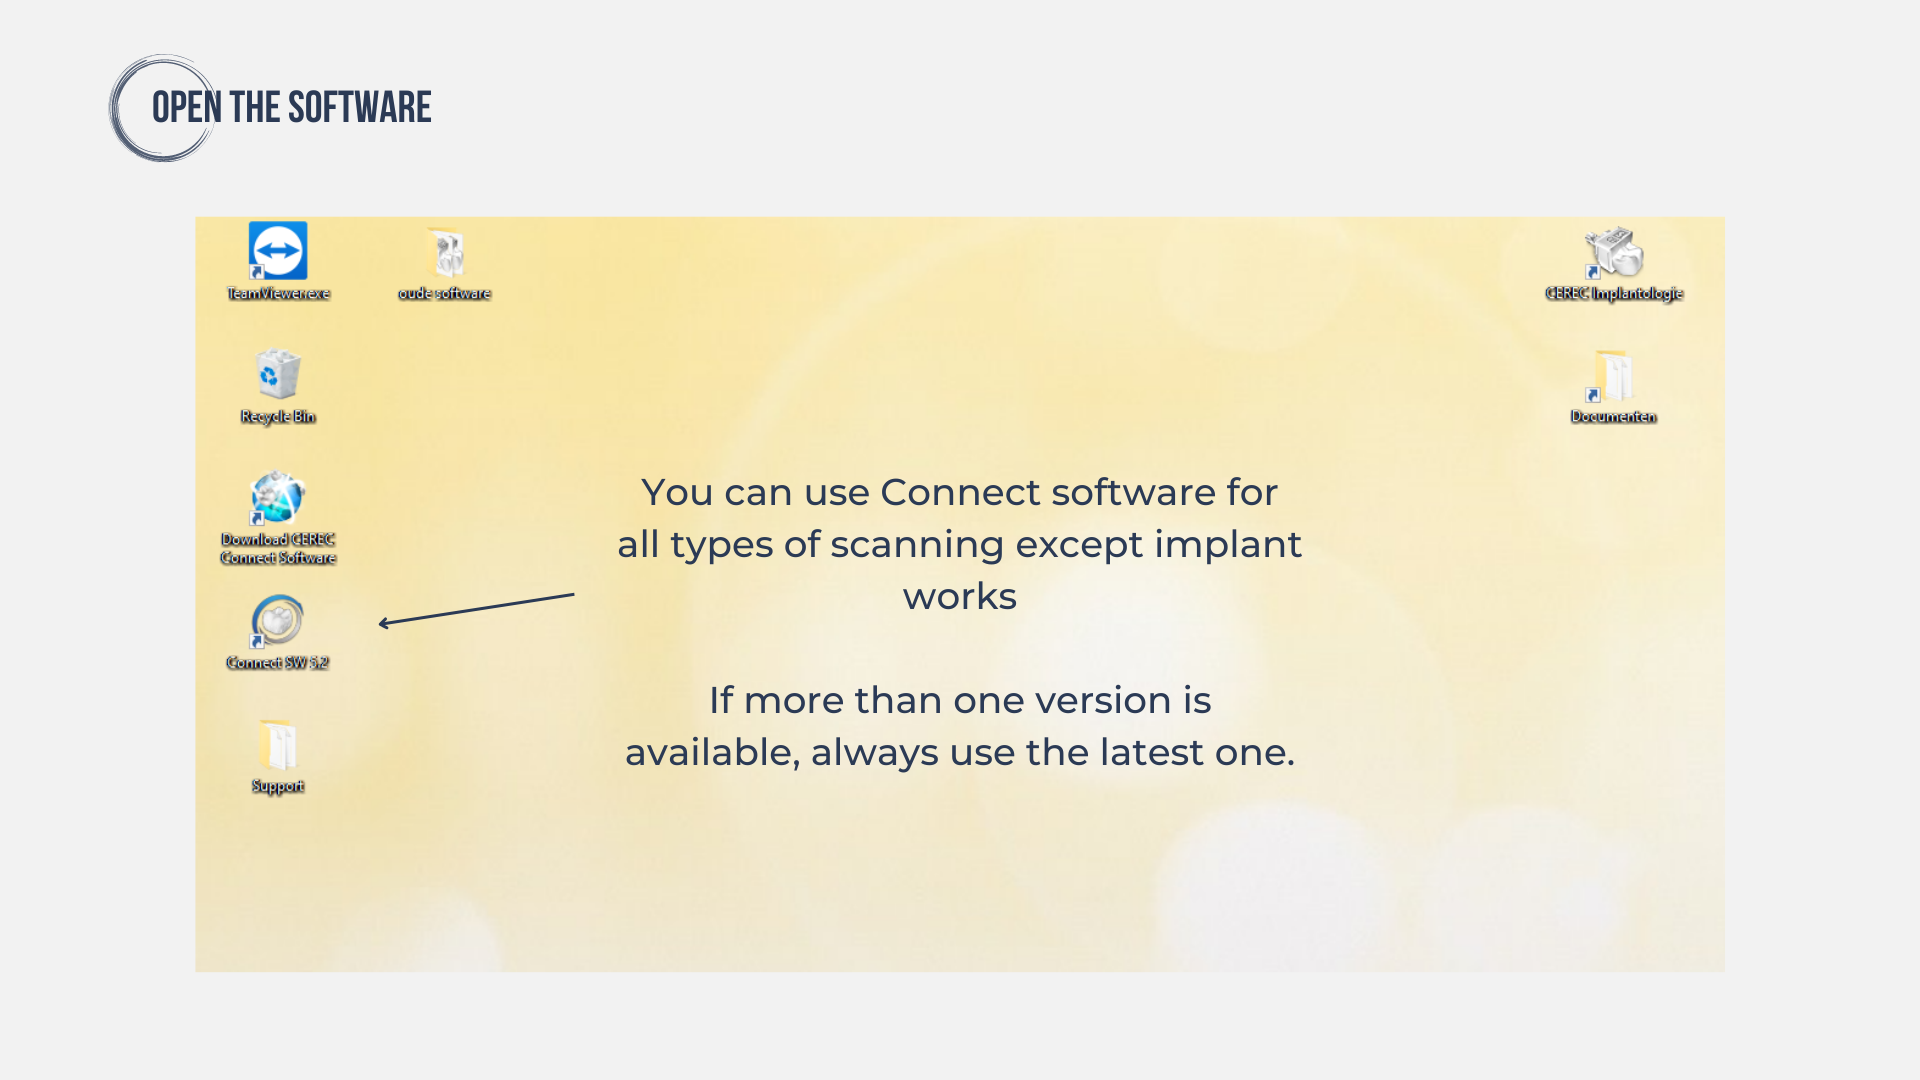 OPEN THE SOFTWARE
TeamViewer.exe
oude software
CEREC Implantologie
Recycle Bin
Documenten
Download CEREC
Connect Software
Connect SW 5.2
Support
You can use Connect software for
all types of scanning except implant
works
If more than one version is
available, always use the latest one.